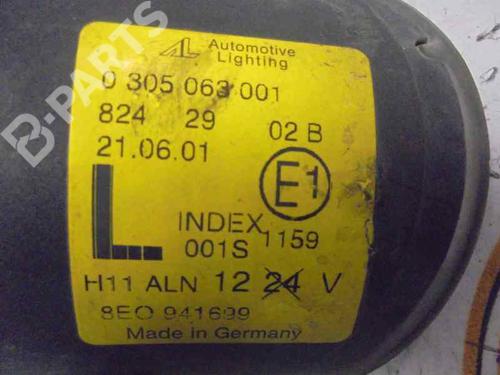 B-PARTS
AL Automotive
Lighting
0 305 063 001
824 29 02 B
21.06.01
E1
L INDEX 1159
001S
H11 ALN 12 24 V
8E0 941699
Made in Germany